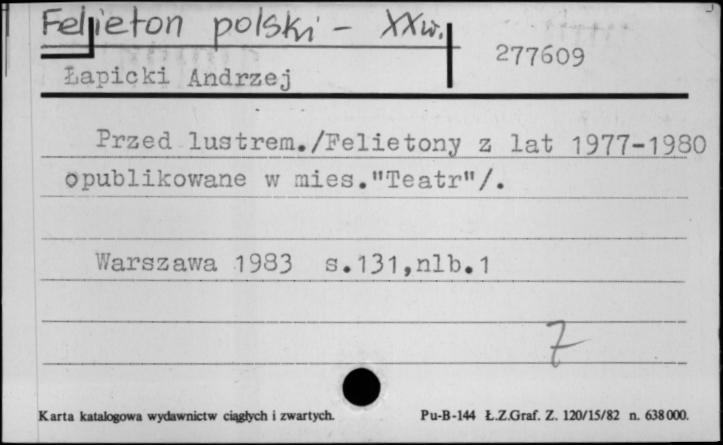 Felieton polski - XXw.
277609
Łapicki Andrzej
Przed lustrem./Felietony z lat 1977-1980
opublikowane w mies."Teatr"/.
Warszawa 1983 s.131,nlb.1
7
Karta katalogowa wydawnictw ciągłych i zwartych.
Pu-B-144 Ł.Z.Graf. Z. 120/15/82 n. 638000.